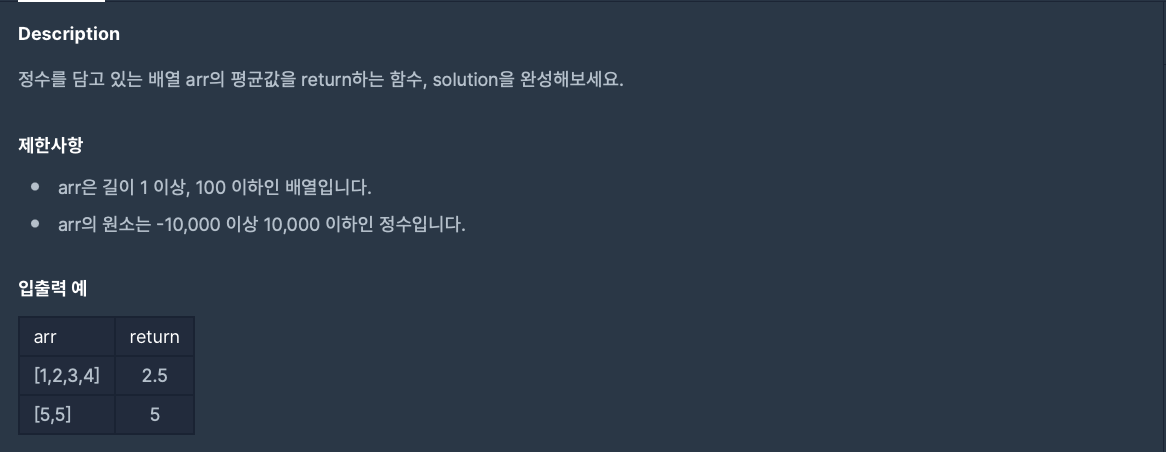 Description
정수를 담고 있는 배열 arr의 평균값을 return하는 함수, solution을 완성해보세요.
제한사항
• arr은 길이 1 이상, 100 이하인 배열입니다.
• arr의 원소는 -10,000 이상 10,000 이하인 정수입니다.
입출력 예
arr return
[1,2,3,4] 2.5
[5,5] 5